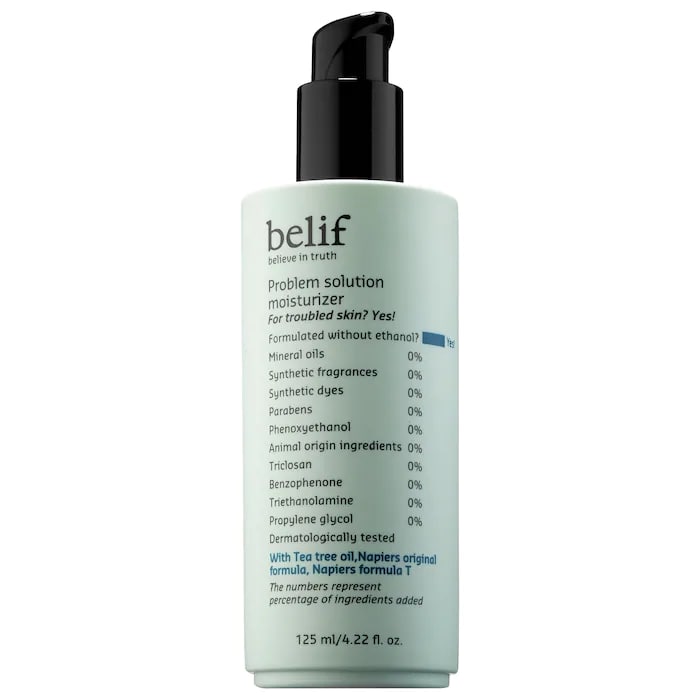 belif
believe in truth
Problem solution
moisturizer
For troubled skin? Yes!
Formulated without ethanol? Yes!
Mineral oils 0%
Synthetic fragrances 0%
Synthetic dyes 0%
Parabens 0%
Phenoxyethanol 0%
Animal origin ingredients 0%
Triclosan 0%
Benzophenone 0%
Triethanolamine 0%
Propylene glycol 0%
Dermatologically tested
With Tea tree oil,Napiers original
formula, Napiers formula T
The numbers represent
percentage of ingredients added
125 ml/4.22 fl. oz.